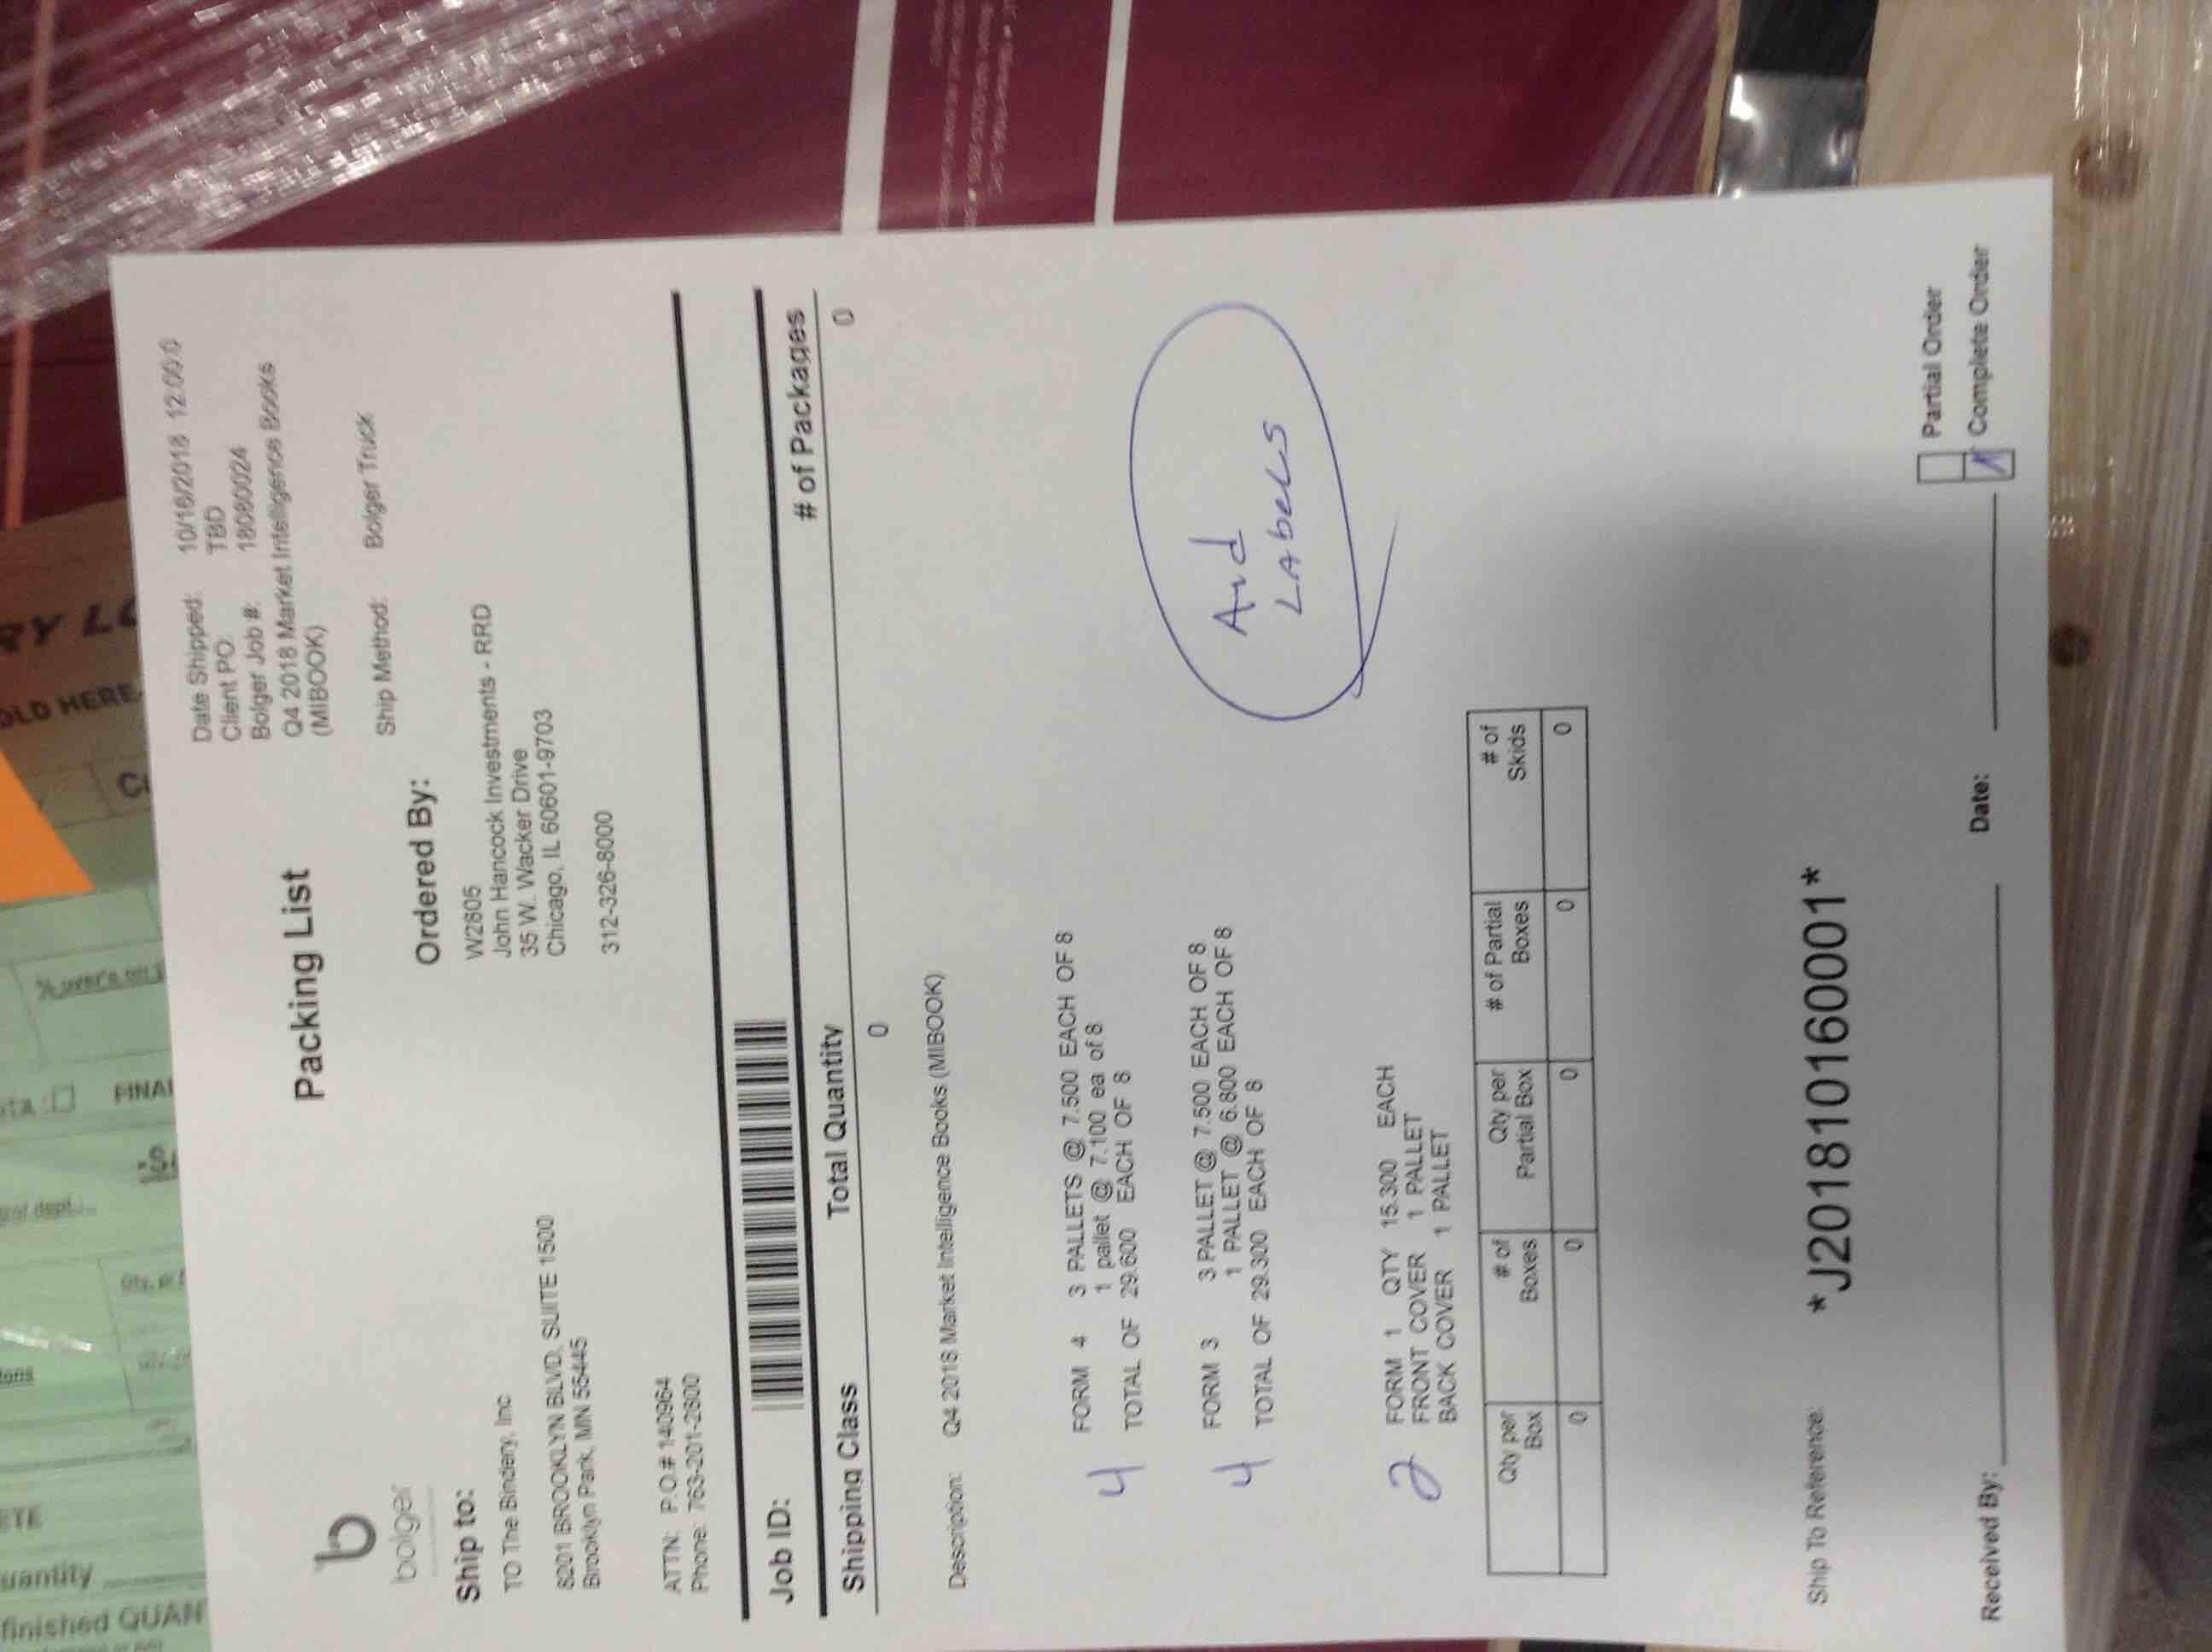 b
bolger
Packing List
Date Shipped: 10/16/2018 12:00:0
Client PO: TBD
Bolger Job #: 18080024
Q4 2018 Market Intelligence Books
(MIBOOK)
Ship Method: Bolger Truck
Ship to:
TO The Bindery, Inc
8201 BROOKLYN BLVD, SUITE 1500
Brooklyn Park, MN 55445
ATTN: P.O.# 140964
Phone: 763-201-2800
Ordered By:
W2805
John Hancock Investments - RRD
35 W. Wacker Drive
Chicago, IL 60601-9703
312-326-8000
Job ID:
Shipping Class Total Quantity # of Packages
0 0
Description: Q4 2018 Market Intelligence Books (MIBOOK)
FORM 4 3 PALLETS @ 7.500 EACH OF 8
4 1 pallet @ 7.100 ea of 8
TOTAL OF 29,600 EACH OF 8
FORM 3 3 PALLET @ 7.500 EACH OF 8
4 1 PALLET @ 6.800 EACH OF 8
TOTAL OF 29.300 EACH OF 8
And
LAbeLS
2 FORM 1 QTY 15.300 EACH
FRONT COVER 1 PALLET
BACK COVER 1 PALLET
Qty per Box # of Boxes Qty per Partial Box # of Partial Boxes # of Skids
0 0 0 0 0
Ship To Reference: *J201810160001*
Partial Order
Received By: Date: Complete Order
OLD HERE
FINAL
uantity
finished QUAN